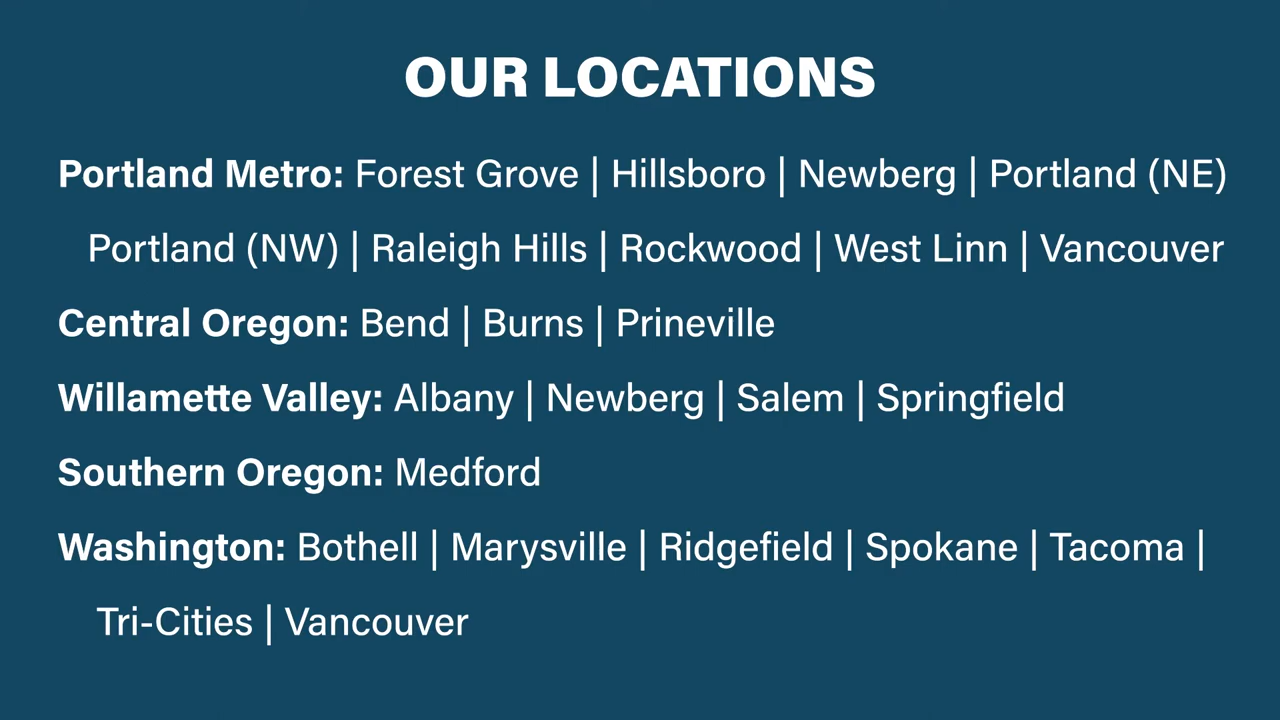 OUR LOCATIONS
Portland Metro: Forest Grove | Hillsboro | Newberg | Portland (NE)
Portland (NW) | Raleigh Hills | Rockwood | West Linn | Vancouver
Central Oregon: Bend | Burns | Prineville
Willamette Valley: Albany | Newberg | Salem | Springfield
Southern Oregon: Medford
Washington: Bothell | Marysville | Ridgefield | Spokane | Tacoma |
Tri-Cities | Vancouver